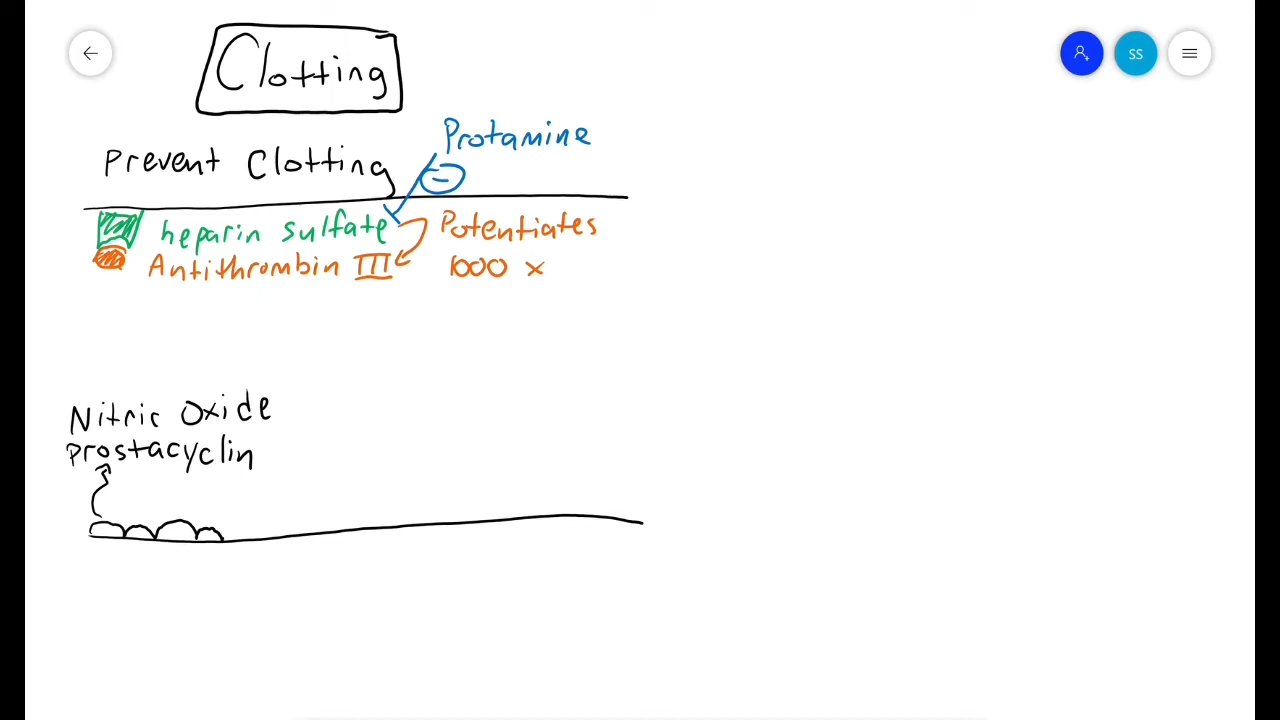 Clotting
SS
Protamine
Prevent Clotting
heparin sulfate
Potentiates
Antithrombin III
1000 x
Nitric Oxide
Prostacyclin